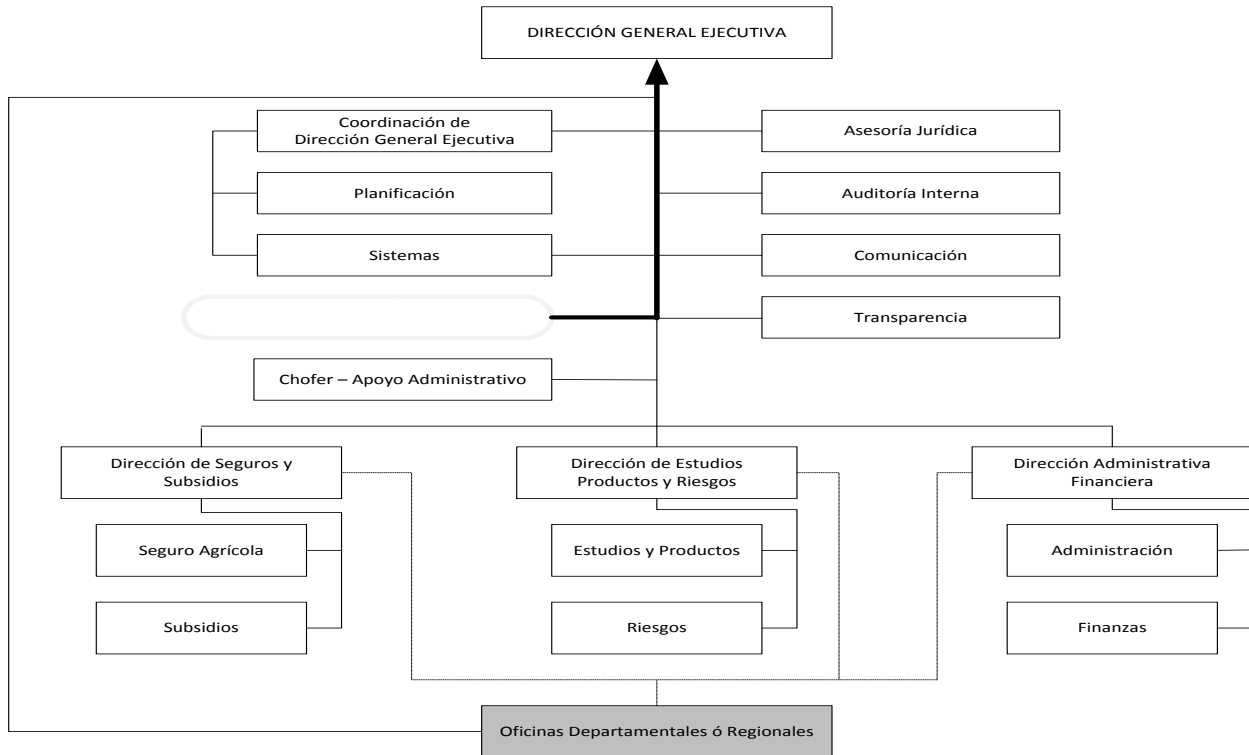 DIRECCIÓN GENERAL EJECUTIVA
Coordinación de
Dirección General Ejecutiva
Asesoría Jurídica
Planificación
Auditoría Interna
Sistemas
Comunicación
Transparencia
Chofer – Apoyo Administrativo
Dirección de Seguros y
Subsidios
Dirección de Estudios
Productos y Riesgos
Dirección Administrativa
Financiera
Seguro Agrícola
Estudios y Productos
Administración
Subsidios
Riesgos
Finanzas
Oficinas Departamentales ó Regionales